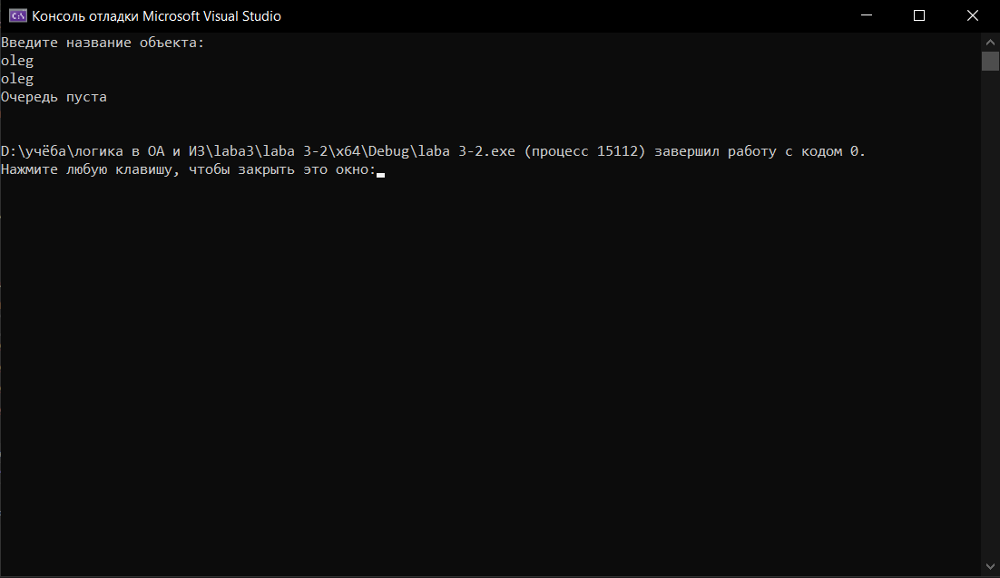 Консоль отладки Microsoft Visual Studio
Введите название объекта:
oleg
oleg
Очередь пуста
D:\учёба\логика в ОА и ИЗ\laba3\laba 3-2\x64\Debug\laba 3-2.exe (процесс 15112) завершил работу с кодом 0.
Нажмите любую клавишу, чтобы закрыть это окно: